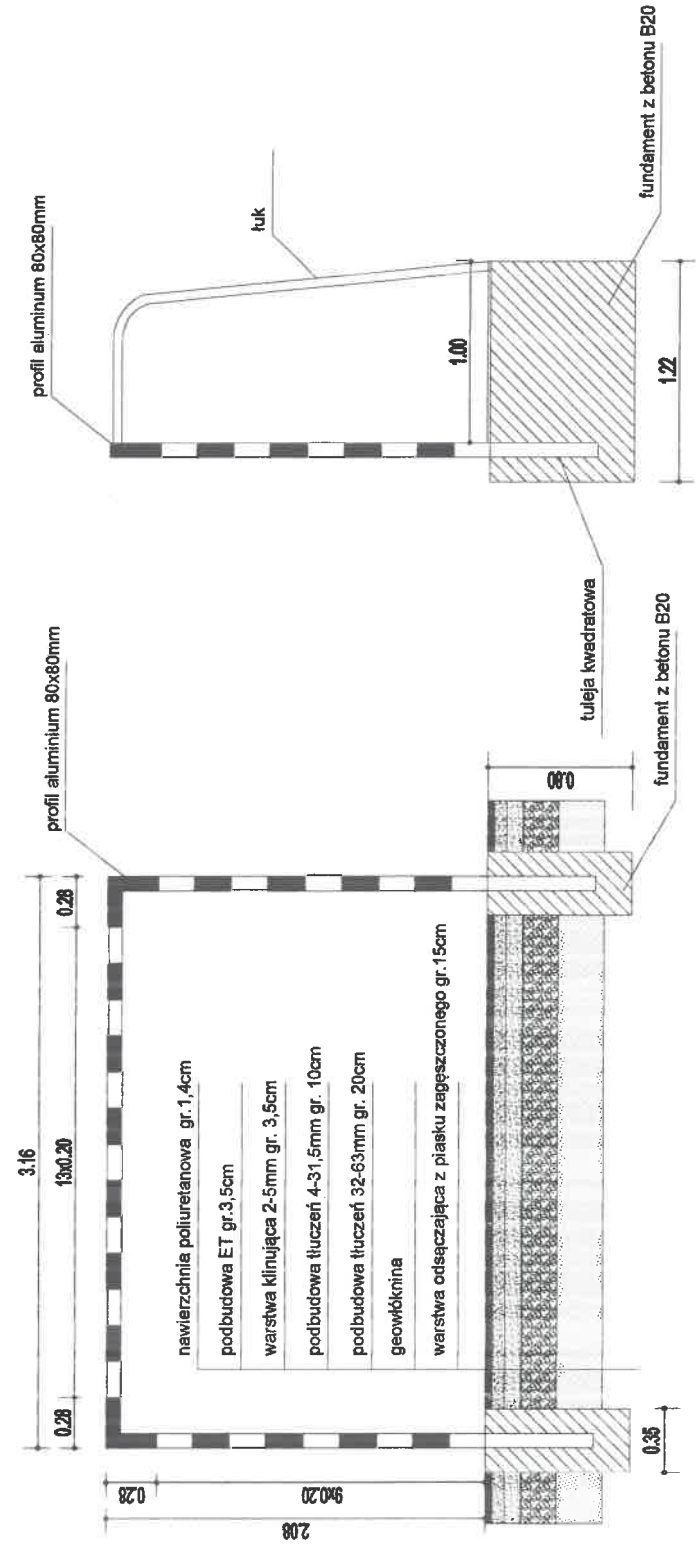 3.16
0.28
13x0.20
0.28
profil aluminium 80x80mm
0.28
9x0.20
2.08
nawierzchnia poliuretanowa gr.1,4cm
podbudowa ET gr.3,5cm
warstwa klinująca 2-5mm gr. 3,5cm
podbudowa tłuczeń 4-31,5mm gr. 10cm
podbudowa tłuczeń 32-63mm gr. 20cm
geowłóknina
warstwa odsęczająca z piasku zagęszczonego gr.15cm
0.35
0.80
fundament z betonu B20
profil aluminum 80x80mm
łuk
1.00
1.22
tuleja kwadratowa
fundament z betonu B20